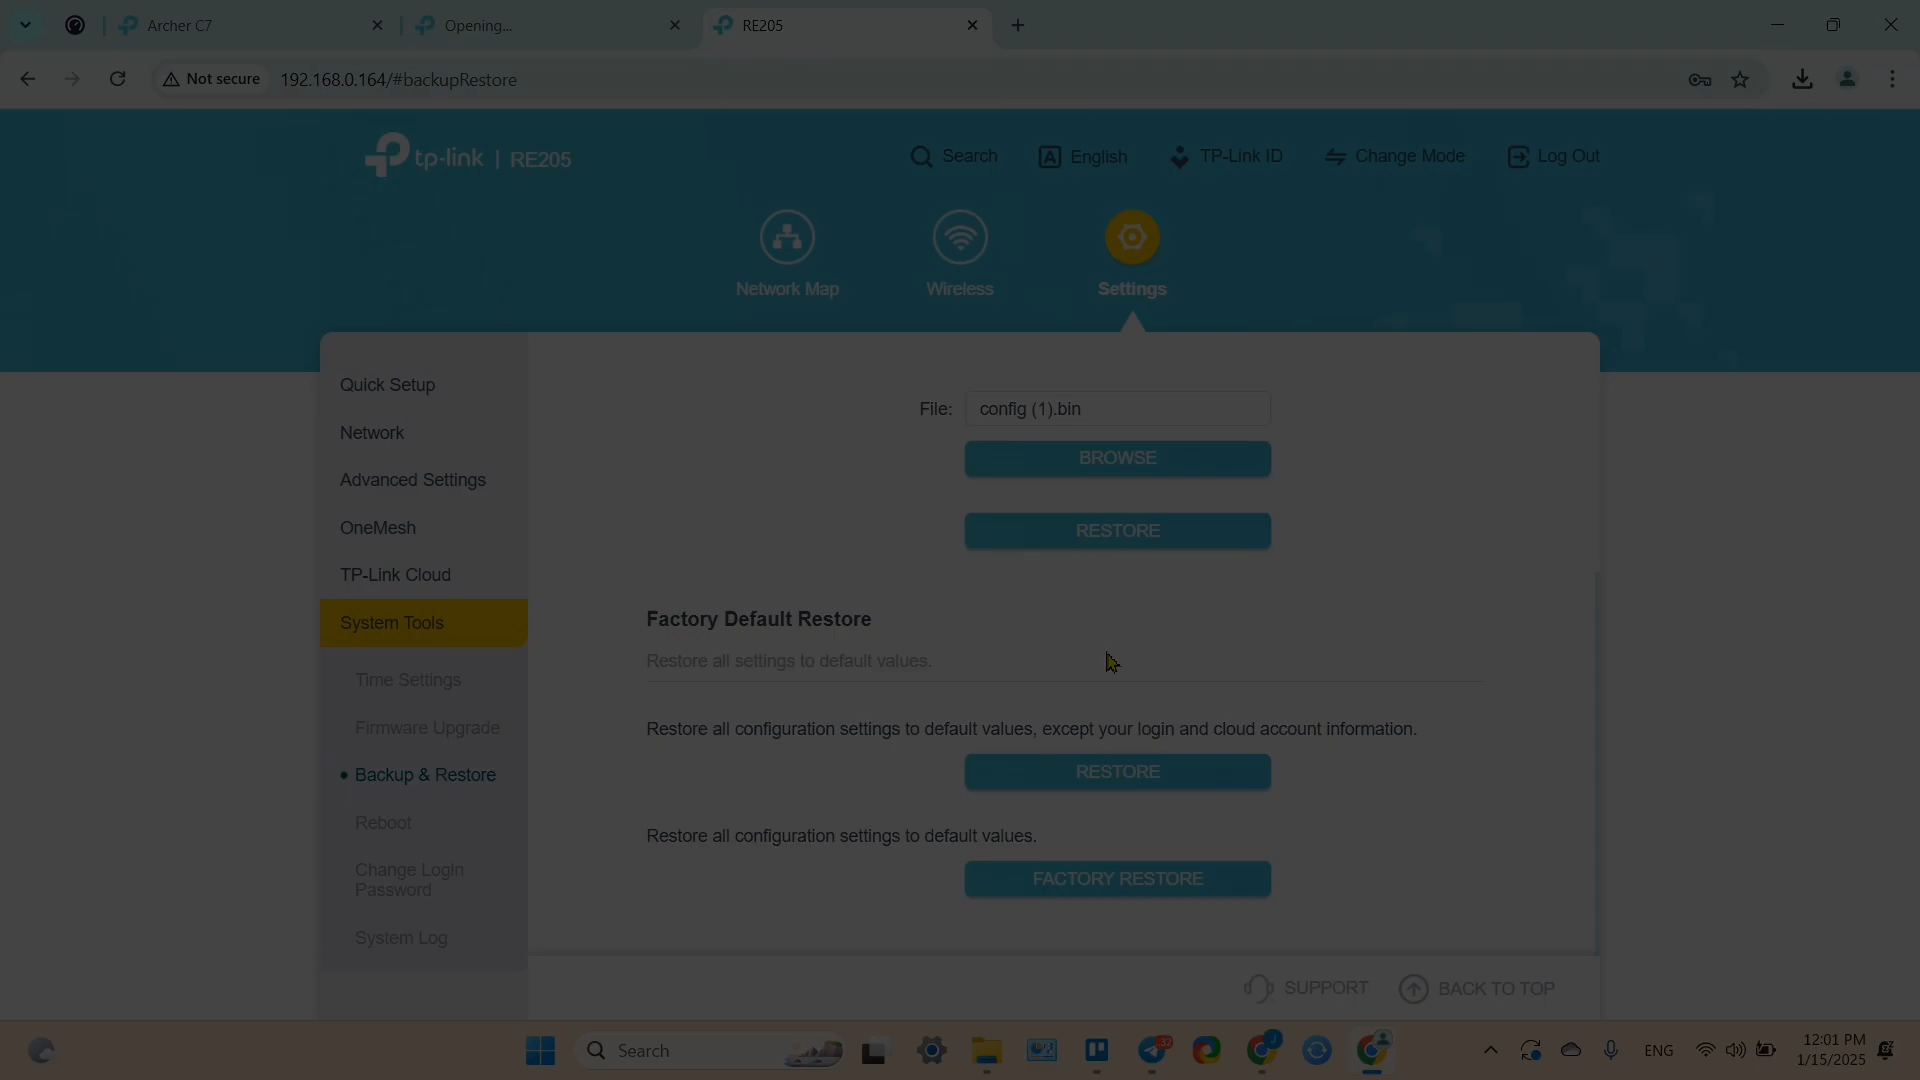 Archer C7
Opening...
RE205
Not secure
192.168.0.164/#backupRestore
tp-link | RE205
Search
English
TP-Link ID
Change Mode
Log Out
Network Map
Wireless
Settings
Quick Setup
Network
Advanced Settings
OneMesh
TP-Link Cloud
System Tools
Time Settings
Firmware Upgrade
Backup & Restore
Reboot
Change Login
Password
System Log
File:
config (1).bin
BROWSE
RESTORE
Factory Default Restore
Restore all settings to default values.
Restore all configuration settings to default values, except your login and cloud account information.
RESTORE
Restore all configuration settings to default values.
FACTORY RESTORE
SUPPORT
BACK TO TOP
Search
32
J
ENG
12:01 PM
1/15/2025